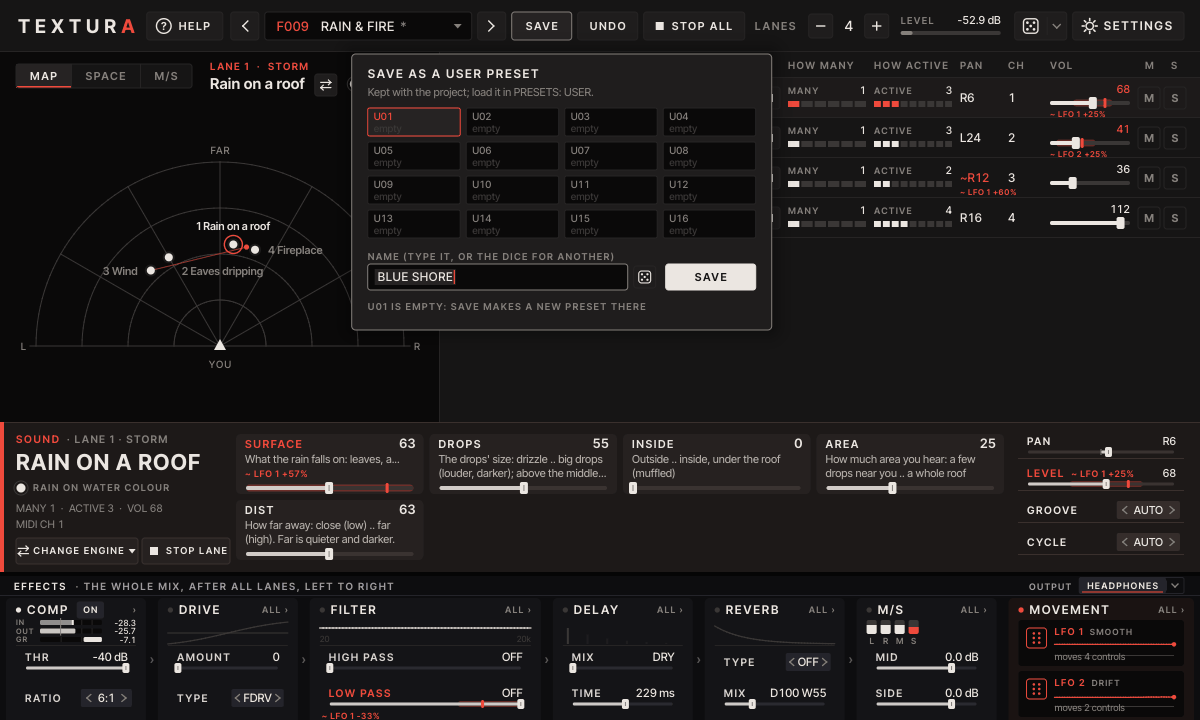 TEXTURA
HELP
F009 RAIN & FIRE *
SAVE
UNDO
STOP ALL
LANES
4
LEVEL -52.9 dB
SETTINGS
MAP
SPACE
M/S
LANE 1 · STORM
Rain on a roof
HOW MANY
HOW ACTIVE
PAN
CH
VOL
M
S
MANY 1
ACTIVE 3
R6
1
68
~ LFO 1 +25%
M
S
MANY 1
ACTIVE 3
L24
2
41
~ LFO 2 +25%
M
S
MANY 1
ACTIVE 2
~R12
~ LFO 1 +60%
3
36
M
S
MANY 1
ACTIVE 4
R16
4
112
M
S
SAVE AS A USER PRESET
Kept with the project; load it in PRESETS: USER.
U01
empty
U02
empty
U03
empty
U04
empty
U05
empty
U06
empty
U07
empty
U08
empty
U09
empty
U10
empty
U11
empty
U12
empty
U13
empty
U14
empty
U15
empty
U16
empty
NAME (TYPE IT, OR THE DICE FOR ANOTHER)
BLUE SHORE
SAVE
U01 IS EMPTY: SAVE MAKES A NEW PRESET THERE
FAR
1 Rain on a roof
4 Fireplace
3 Wind
2 Eaves dripping
L
R
YOU
SOUND · LANE 1 · STORM
RAIN ON A ROOF
RAIN ON WATER COLOUR
MANY 1 · ACTIVE 3 · VOL 68
MIDI CH 1
CHANGE ENGINE
STOP LANE
SURFACE 63
What the rain falls on: leaves, a...
~ LFO 1 +57%
DROPS 55
The drops' size: drizzle .. big drops
(louder, darker); above the middle...
INSIDE 0
Outside .. inside, under the roof
(muffled)
AREA 25
How much area you hear: a few
drops near you .. a whole roof
DIST 63
How far away: close (low) .. far
(high). Far is quieter and darker.
PAN R6
LEVEL ~ LFO 1 +25% 68
GROOVE < AUTO >
CYCLE < AUTO >
EFFECTS · THE WHOLE MIX, AFTER ALL LANES, LEFT TO RIGHT
OUTPUT HEADPHONES
COMP ON ›
IN -28.3
OUT -25.7
GR -7.1
THR -40 dB
RATIO < 6:1 >
DRIVE ALL ›
AMOUNT 0
TYPE < FDRV >
FILTER ALL ›
20 20k
HIGH PASS OFF
LOW PASS OFF
~ LFO 1 -33%
DELAY ALL ›
MIX DRY
TIME 229 ms
REVERB ALL ›
TYPE < OFF >
MIX D100 W55
M/S ALL ›
L R M S
MID 0.0 dB
SIDE 0.0 dB
MOVEMENT ALL ›
LFO 1 SMOOTH
moves 4 controls
LFO 2 DRIFT
moves 2 controls